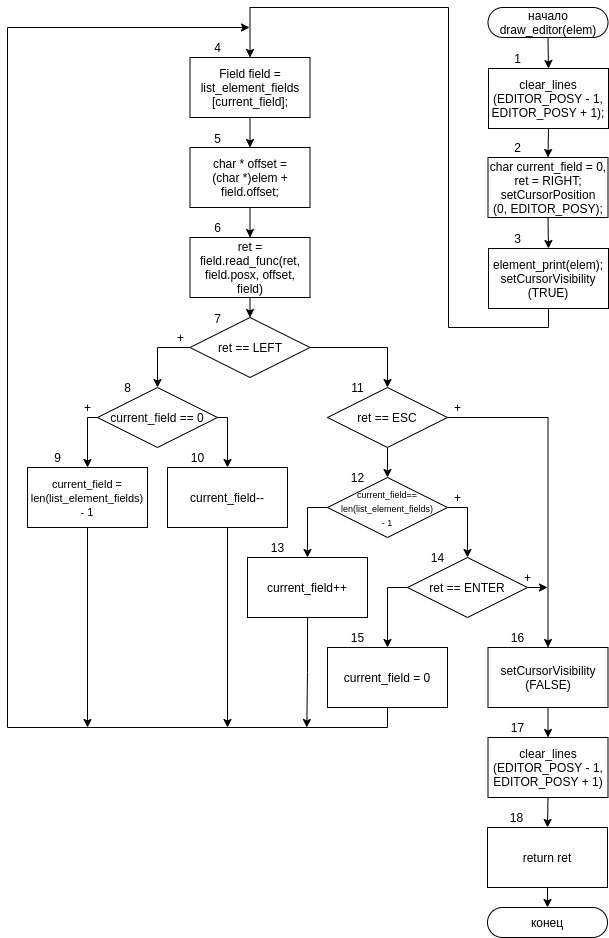 начало
draw_editor(elem)
1
clear_lines
(EDITOR_POSY - 1,
EDITOR_POSY + 1);
2
char current_field = 0,
ret = RIGHT;
setCursorPosition
(0, EDITOR_POSY);
3
element_print(elem);
setCursorVisibility
(TRUE)
4
Field field =
list_element_fields
[current_field];
5
char * offset =
(char *)elem +
field.offset;
6
ret =
field.read_func(ret,
field.posx, offset,
field)
7
ret == LEFT
+
8
current_field == 0
+
9
current_field =
len(list_element_fields)
- 1
10
current_field--
11
ret == ESC
+
12
current_field==
len(list_element_fields)
- 1
+
13
current_field++
14
ret == ENTER
+
15
current_field = 0
16
setCursorVisibility
(FALSE)
17
clear_lines
(EDITOR_POSY - 1,
EDITOR_POSY + 1)
18
return ret
конец